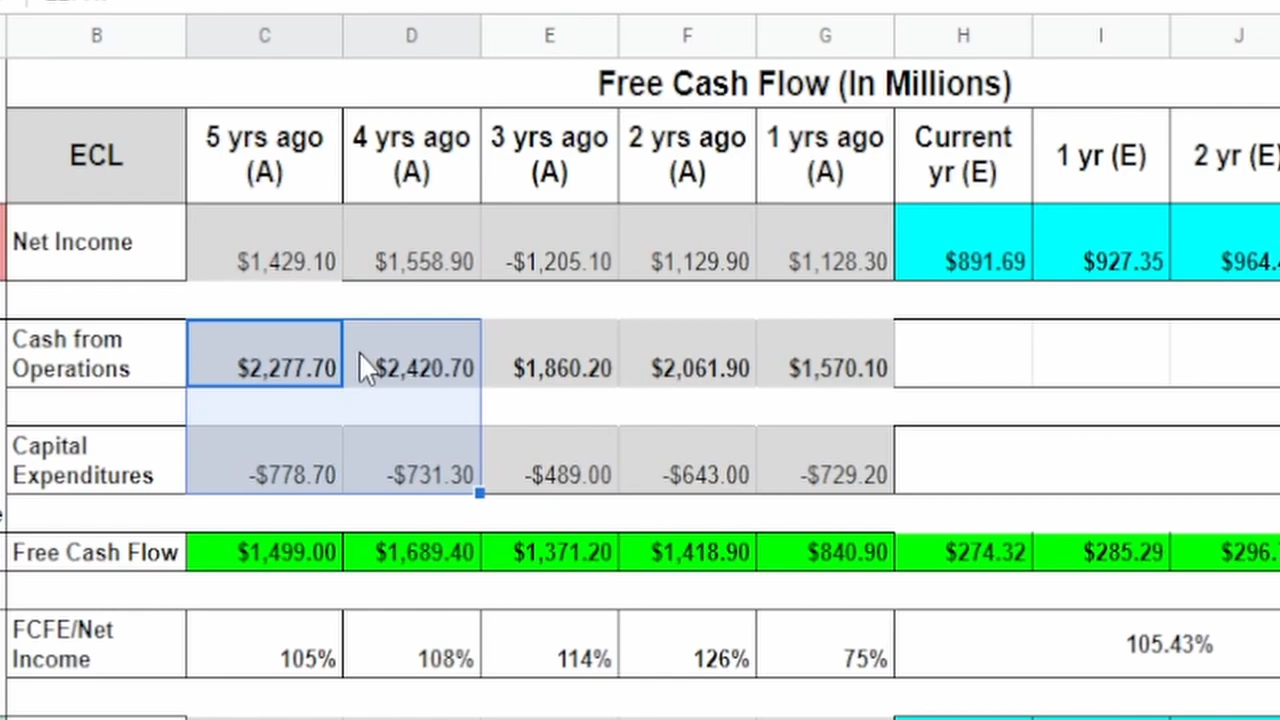 B C D E F G H I J
Free Cash Flow (In Millions)
ECL 5 yrs ago (A) 4 yrs ago (A) 3 yrs ago (A) 2 yrs ago (A) 1 yrs ago (A) Current yr (E) 1 yr (E) 2 yr (E)
Net Income $1,429.10 $1,558.90 -$1,205.10 $1,129.90 $1,128.30 $891.69 $927.35 $964.
Cash from Operations $2,277.70 $2,420.70 $1,860.20 $2,061.90 $1,570.10
Capital Expenditures -$778.70 -$731.30 -$489.00 -$643.00 -$729.20
Free Cash Flow $1,499.00 $1,689.40 $1,371.20 $1,418.90 $840.90 $274.32 $285.29 $296.
FCFE/Net Income 105% 108% 114% 126% 75% 105.43%